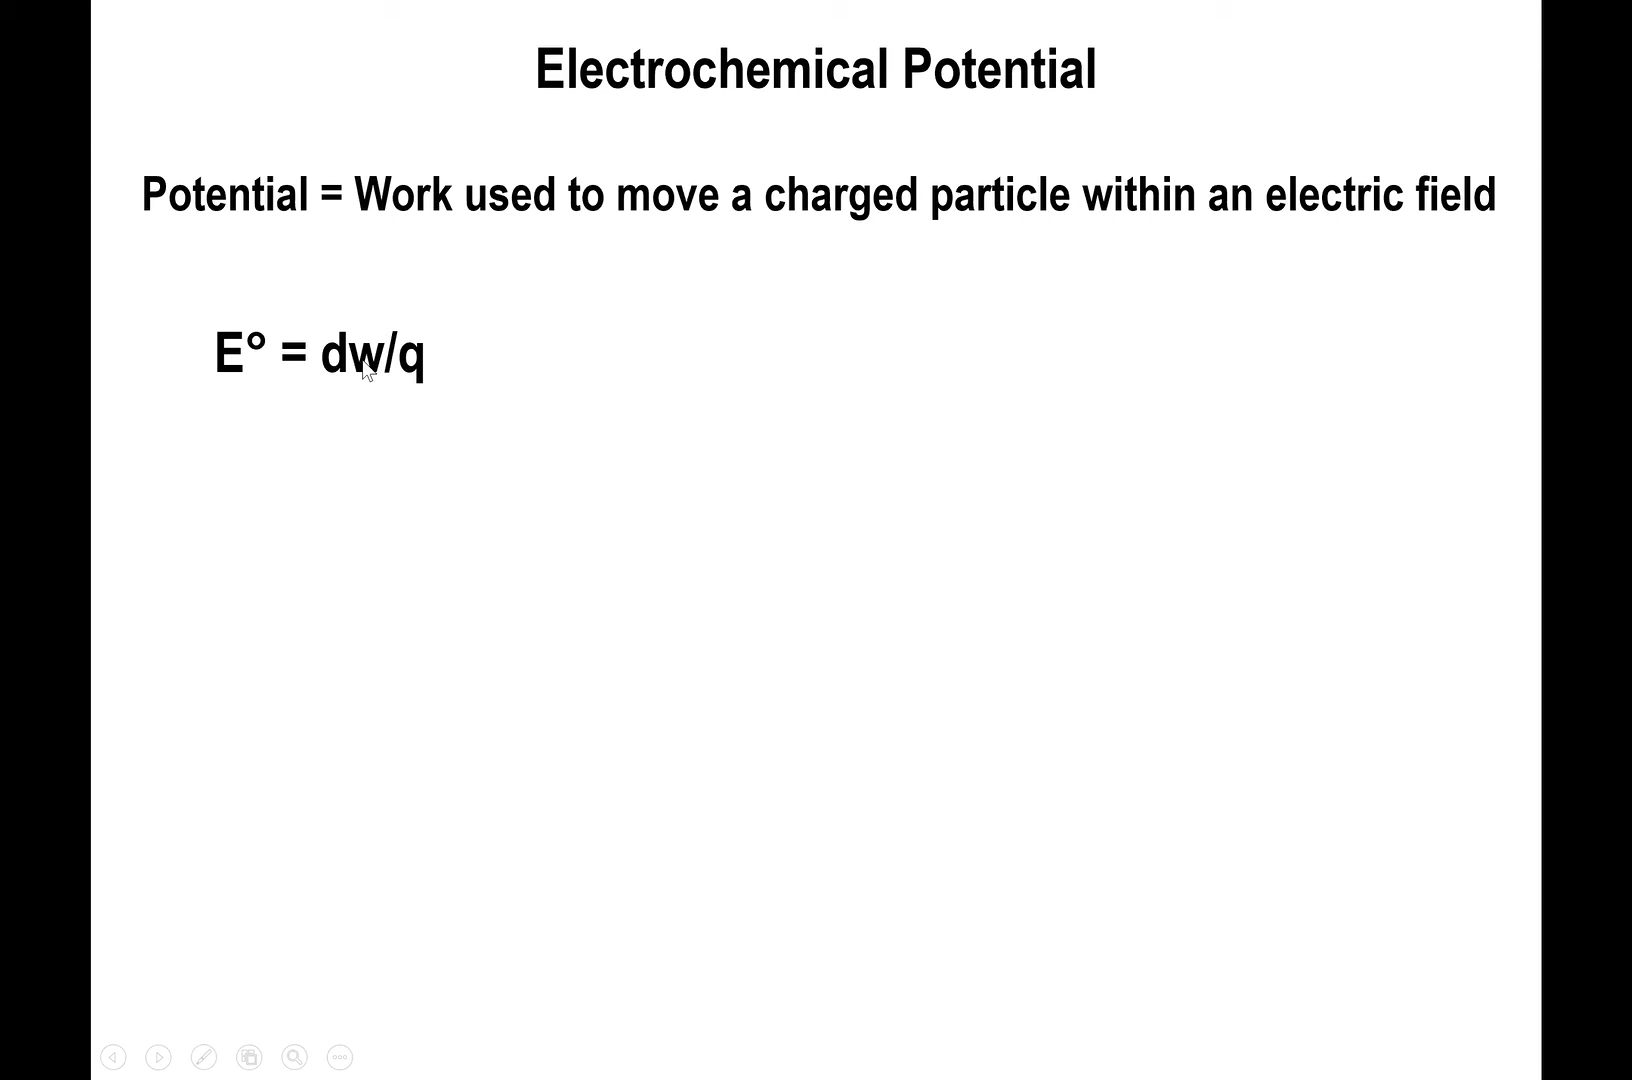 Electrochemical Potential
Potential = Work used to move a charged particle within an electric field
E° = dw/q